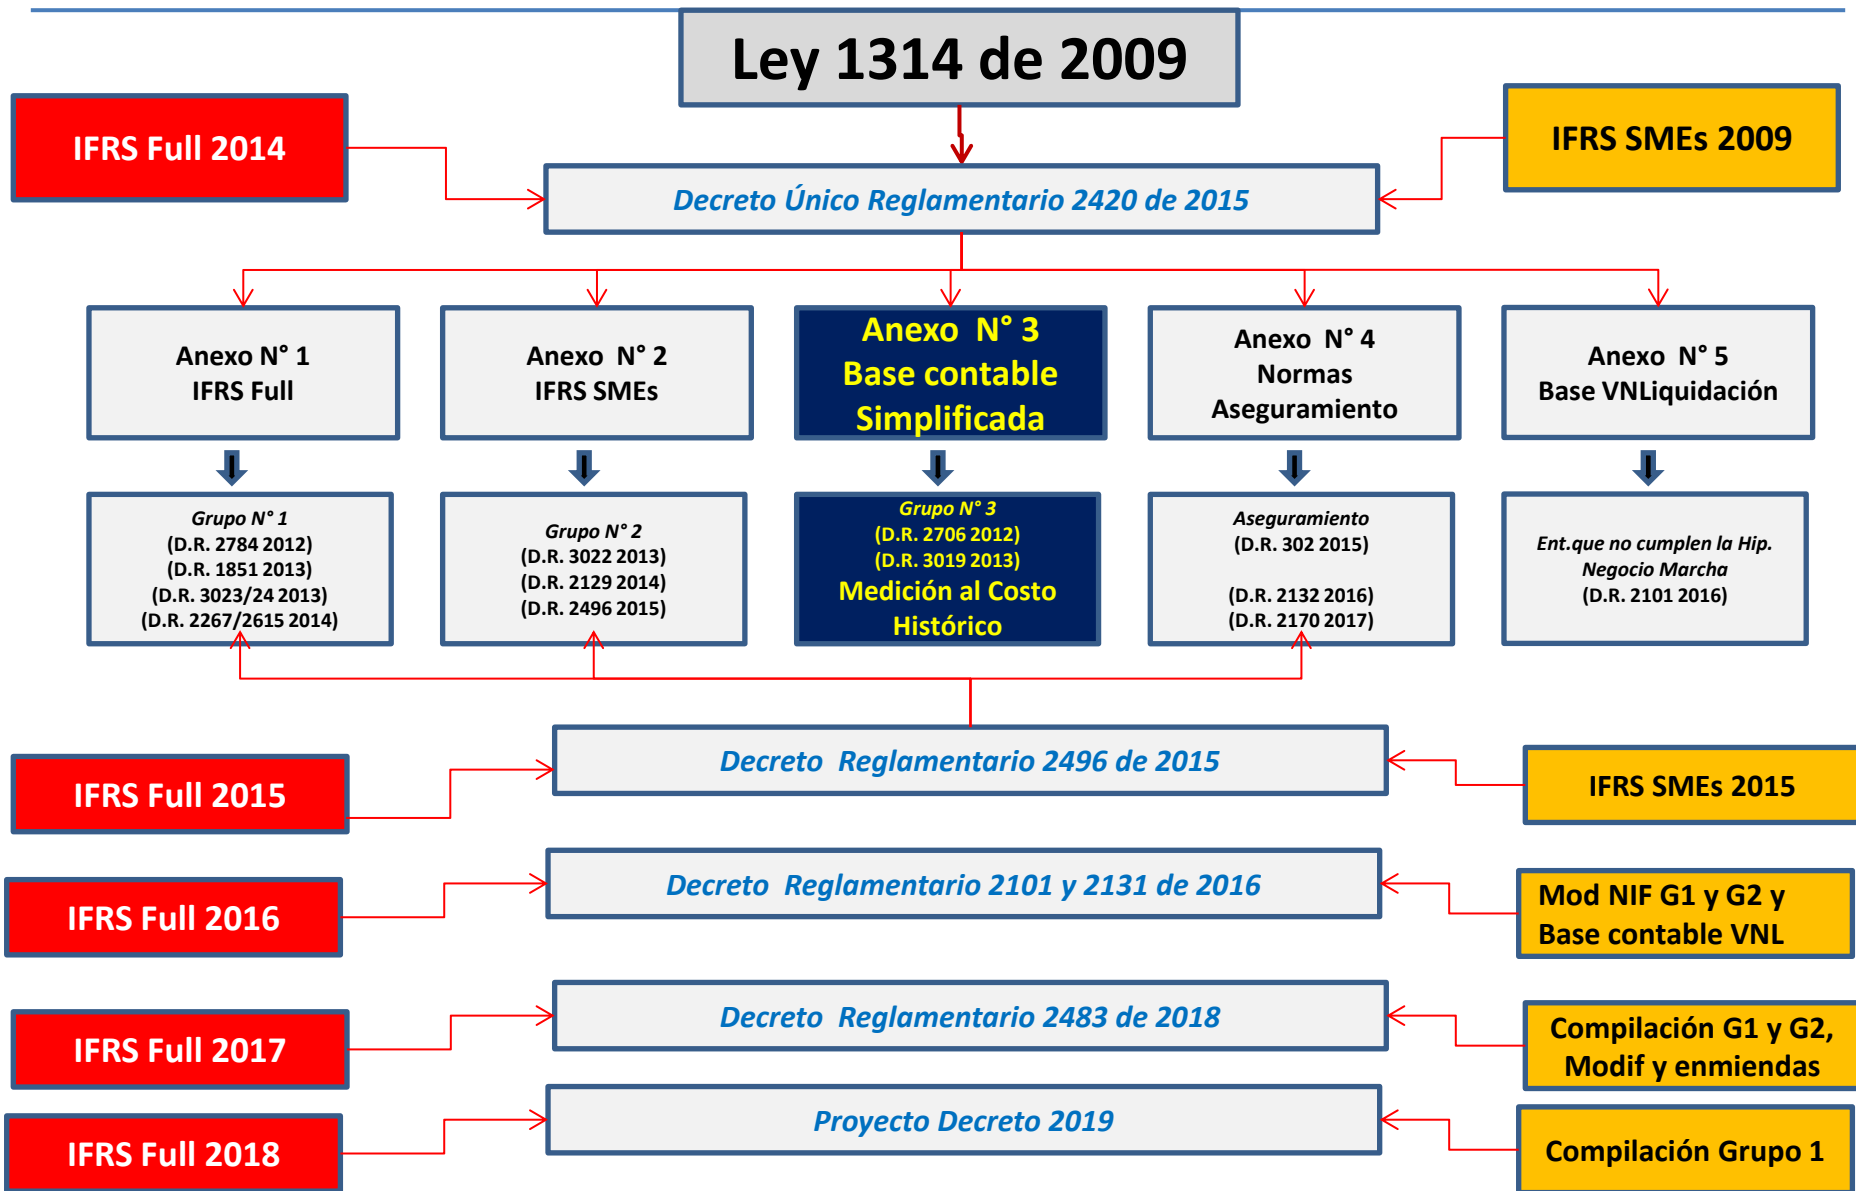 Ley 1314 de 2009
IFRS Full 2014
IFRS SMEs 2009
Decreto Único Reglamentario 2420 de 2015
Anexo N° 1
IFRS Full
Anexo N° 2
IFRS SMEs
Anexo N° 3
Base contable
Simplificada
Anexo N° 4
Normas
Aseguramiento
Anexo N° 5
Base VNLiquidación
Grupo N° 1
(D.R. 2784 2012)
(D.R. 1851 2013)
(D.R. 3023/24 2013)
(D.R. 2267/2615 2014)
Grupo N° 2
(D.R. 3022 2013)
(D.R. 2129 2014)
(D.R. 2496 2015)
Grupo N° 3
(D.R. 2706 2012)
(D.R. 3019 2013)
Medición al Costo
Histórico
Aseguramiento
(D.R. 302 2015)
(D.R. 2132 2016)
(D.R. 2170 2017)
Ent.que no cumplen la Hip.
Negocio Marcha
(D.R. 2101 2016)
Decreto Reglamentario 2496 de 2015
IFRS Full 2015
IFRS SMEs 2015
Decreto Reglamentario 2101 y 2131 de 2016
IFRS Full 2016
Mod NIF G1 y G2 y
Base contable VNL
Decreto Reglamentario 2483 de 2018
IFRS Full 2017
Compilación G1 y G2,
Modif y enmiendas
Proyecto Decreto 2019
IFRS Full 2018
Compilación Grupo 1